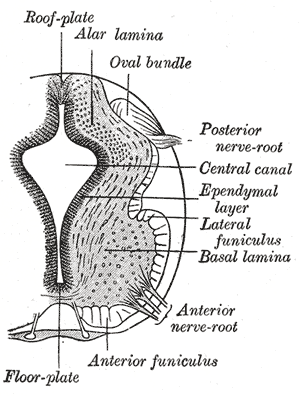 Roof-plate
Alar lamina
Oval bundle
Posterior
nerve-root
Central canal
Ependymal
layer
Lateral
funiculus
Basal lamina
Anterior
nerve-root
Anterior funiculus
Floor-plate